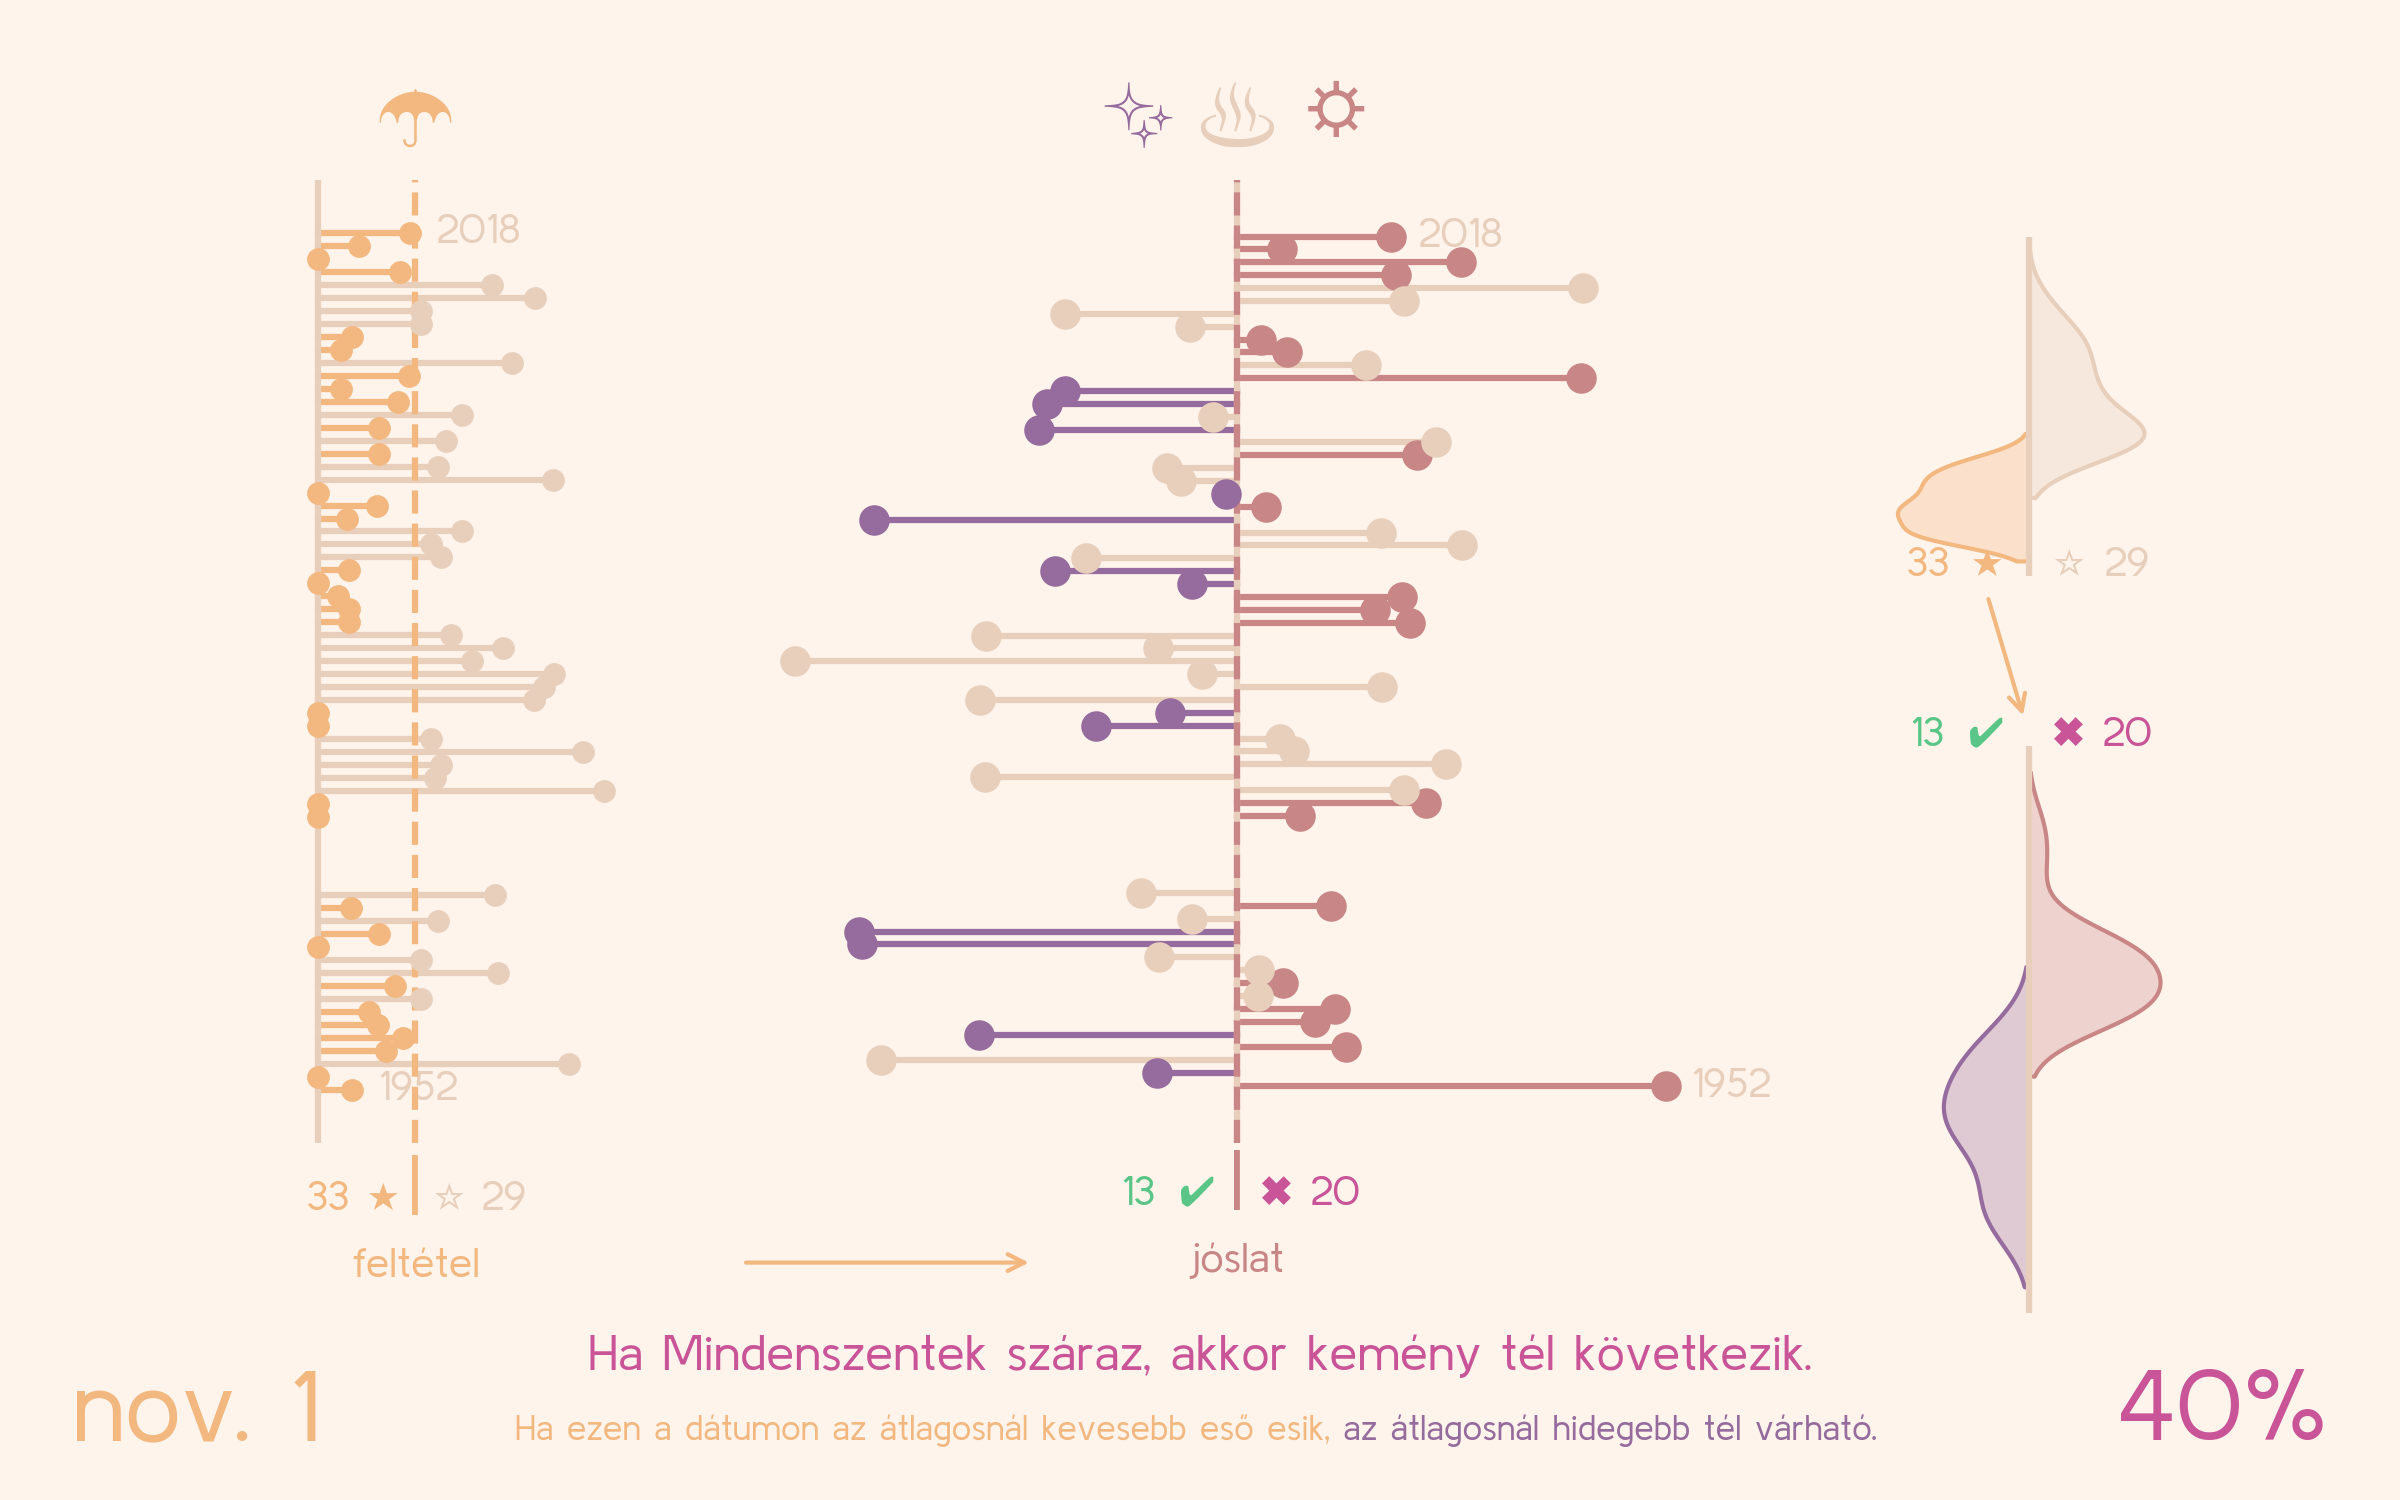 2018
2018
33 ★ ☆ 29
13 ✔ ✖ 20
1952
1952
33 ★ ☆ 29
13 ✔ ✖ 20
feltétel
jóslat
Ha Mindenszentek száraz, akkor kemény tél következik.
nov. 1
Ha ezen a dátumon az átlagosnál kevesebb eső esik, az átlagosnál hidegebb tél várható.
40%